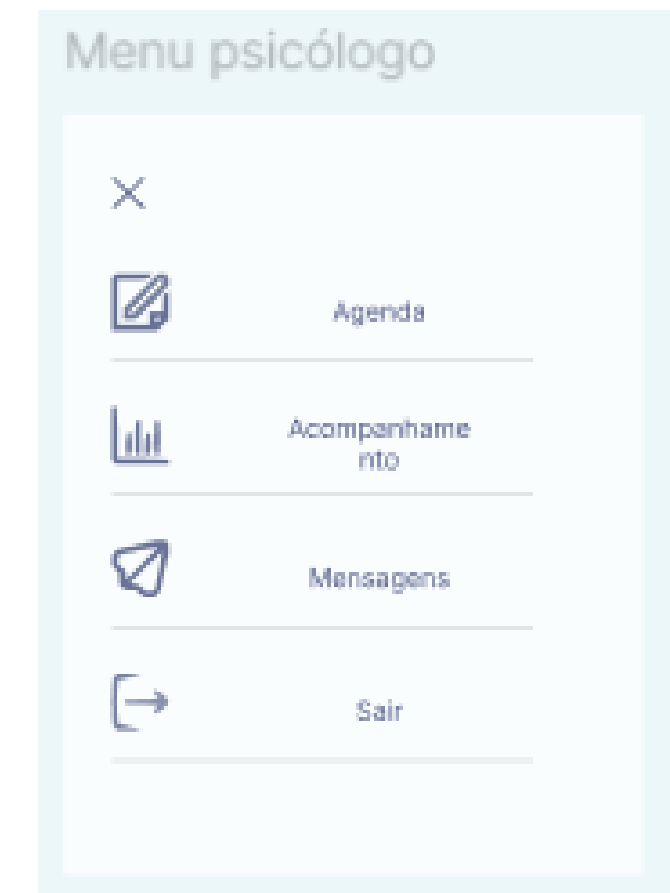 Menu psicólogo
Agenda
Acompanhame
nto
Mensagens
Sair